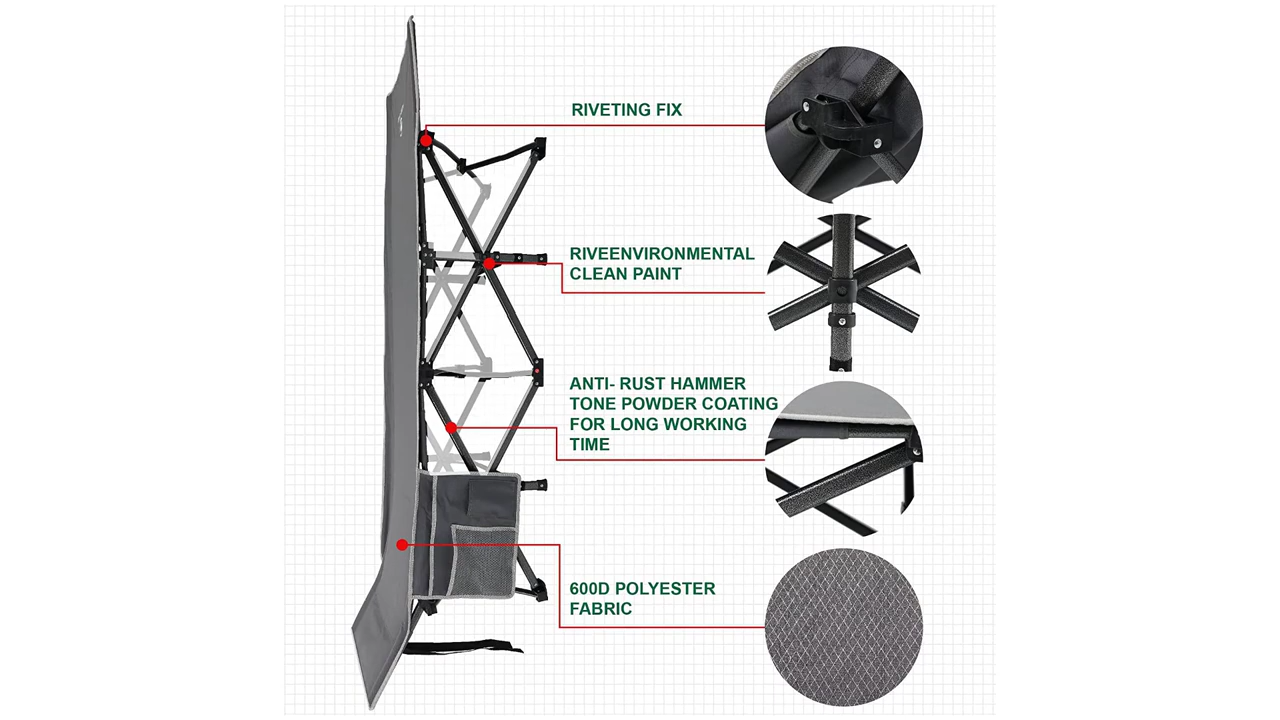 RIVETING FIX
RIVEENVIRONMENTAL
CLEAN PAINT
ANTI- RUST HAMMER
TONE POWDER COATING
FOR LONG WORKING
TIME
600D POLYESTER
FABRIC